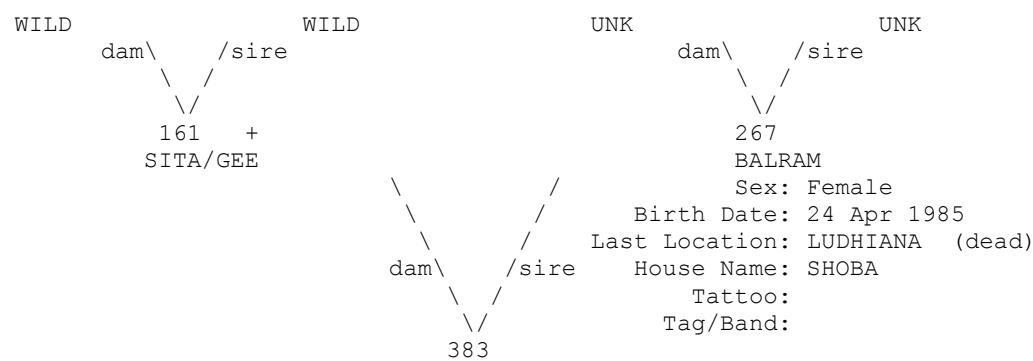 WILD WILD UNK UNK
dam\ /sire dam\ /sire
\ / \ /
\/ \/
161 + 267
SITA/GEE BALRAM
\ / Sex: Female
\ / Birth Date: 24 Apr 1985
\ / Last Location: LUDHIANA (dead)
dam\ /sire House Name: SHOBA
\ / Tattoo:
\/ Tag/Band:
383